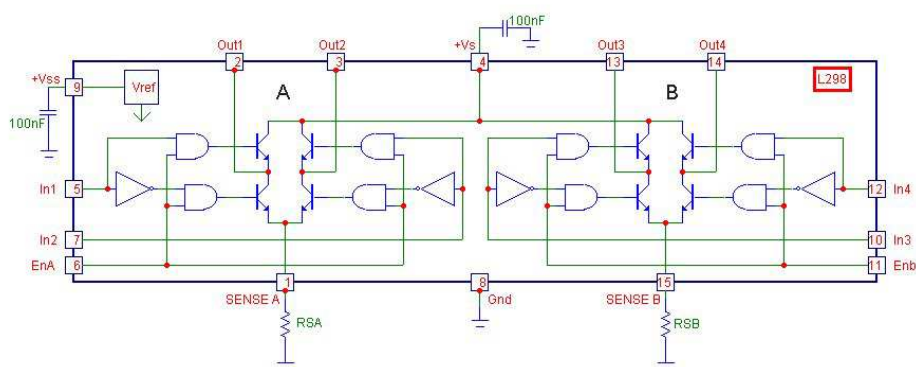 100nF
Out1
Out2
+Vs
Out3
Out4
2
3
4
13
14
+Vss
9
Vref
A
B
L298
100nF
In1
5
12
In4
In2
7
10
In3
EnA
6
11
Enb
1
8
15
SENSE A
Gnd
SENSE B
RSA
RSB